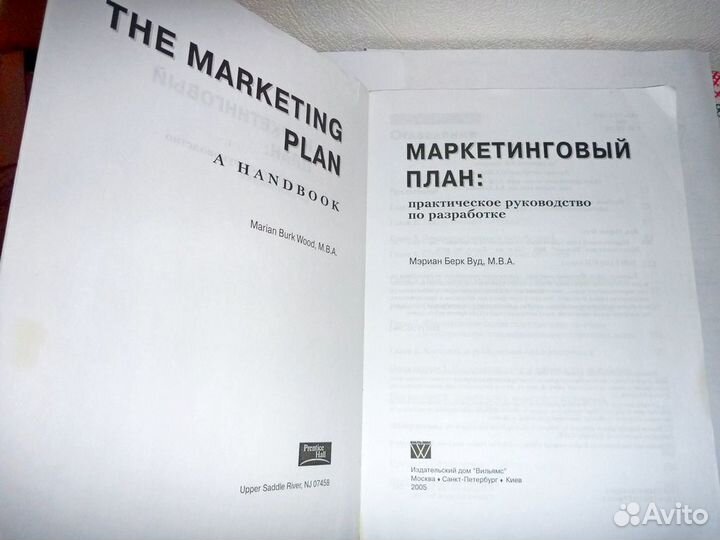 THE MARKETING
PLAN
A HANDBOOK
Marian Burk Wood, M.B.A.
Prentice
Hall
Upper Saddle River, NJ 07458
МАРКЕТИНГОВЫЙ
ПЛАН:
практическое руководство
по разработке
Мэриан Берк Вуд, М.В.А.
W
Издательский дом "Вильямс"
Москва ♦ Санкт-Петербург ♦ Киев
2005
Avito